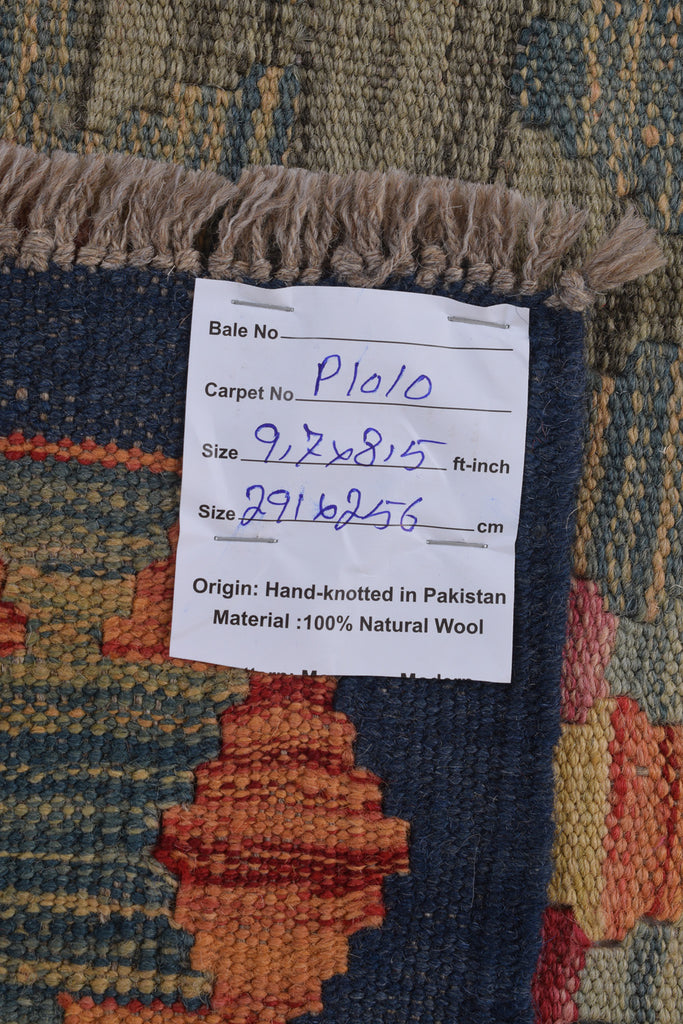 Bale No
Carpet No P1010
Size 9,7x8,5 ft-inch
Size 291x256 cm
Origin: Hand-knotted in Pakistan
Material :100% Natural Wool
Modern